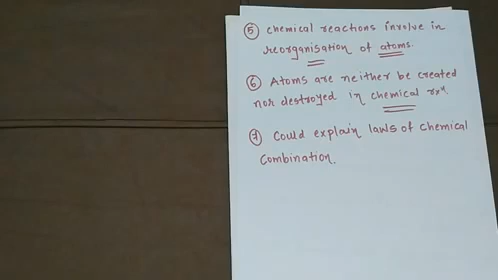 ⑤ chemical reactions involve in
reorganisation of atoms.
⑥ Atoms are neither be created
nor destroyed in chemical rxⁿ.
⑦ Could explain laws of chemical
combination.